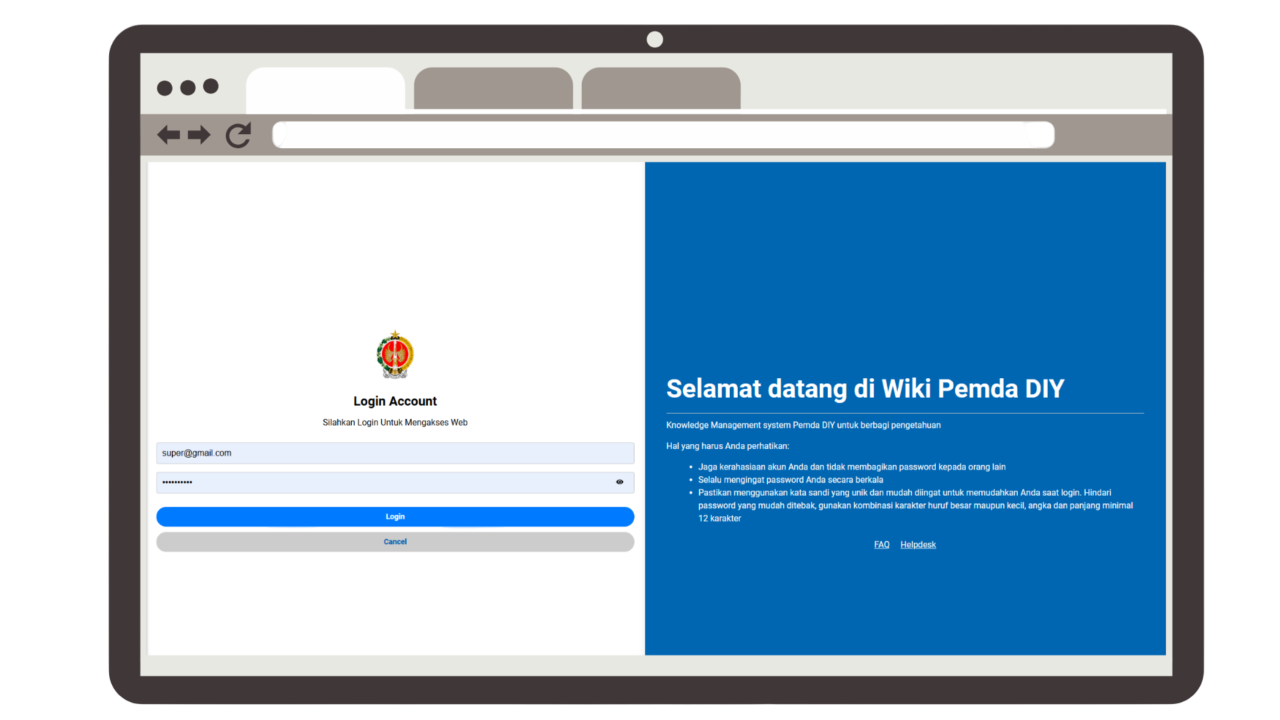 Login Account
Silahkan Login Untuk Mengakses Web
super@gmail.com
••••••••••
Login
Cancel
Selamat datang di Wiki Pemda DIY
Knowledge Management system Pemda DIY untuk berbagi pengetahuan
Hal yang harus Anda perhatikan:
• Jaga kerahasiaan akun Anda dan tidak membagikan password kepada orang lain
• Selalu mengingat password Anda secara berkala
• Pastikan menggunakan kata sandi yang unik dan mudah diingat untuk memudahkan Anda saat login. Hindari
password yang mudah ditebak, gunakan kombinasi karakter huruf besar maupun kecil, angka dan panjang minimal
12 karakter
FAQ Helpdesk